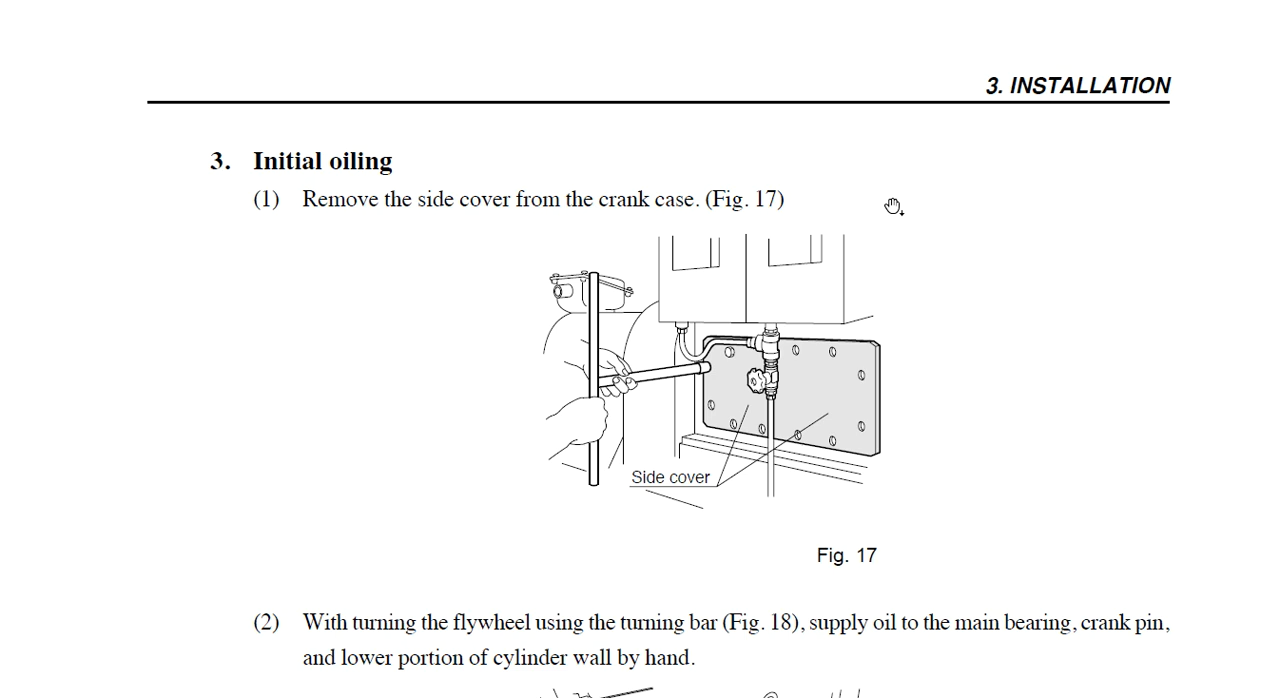 3. INSTALLATION
3. Initial oiling
(1) Remove the side cover from the crank case. (Fig. 17)
Side cover
Fig. 17
(2) With turning the flywheel using the turning bar (Fig. 18), supply oil to the main bearing, crank pin,
and lower portion of cylinder wall by hand.